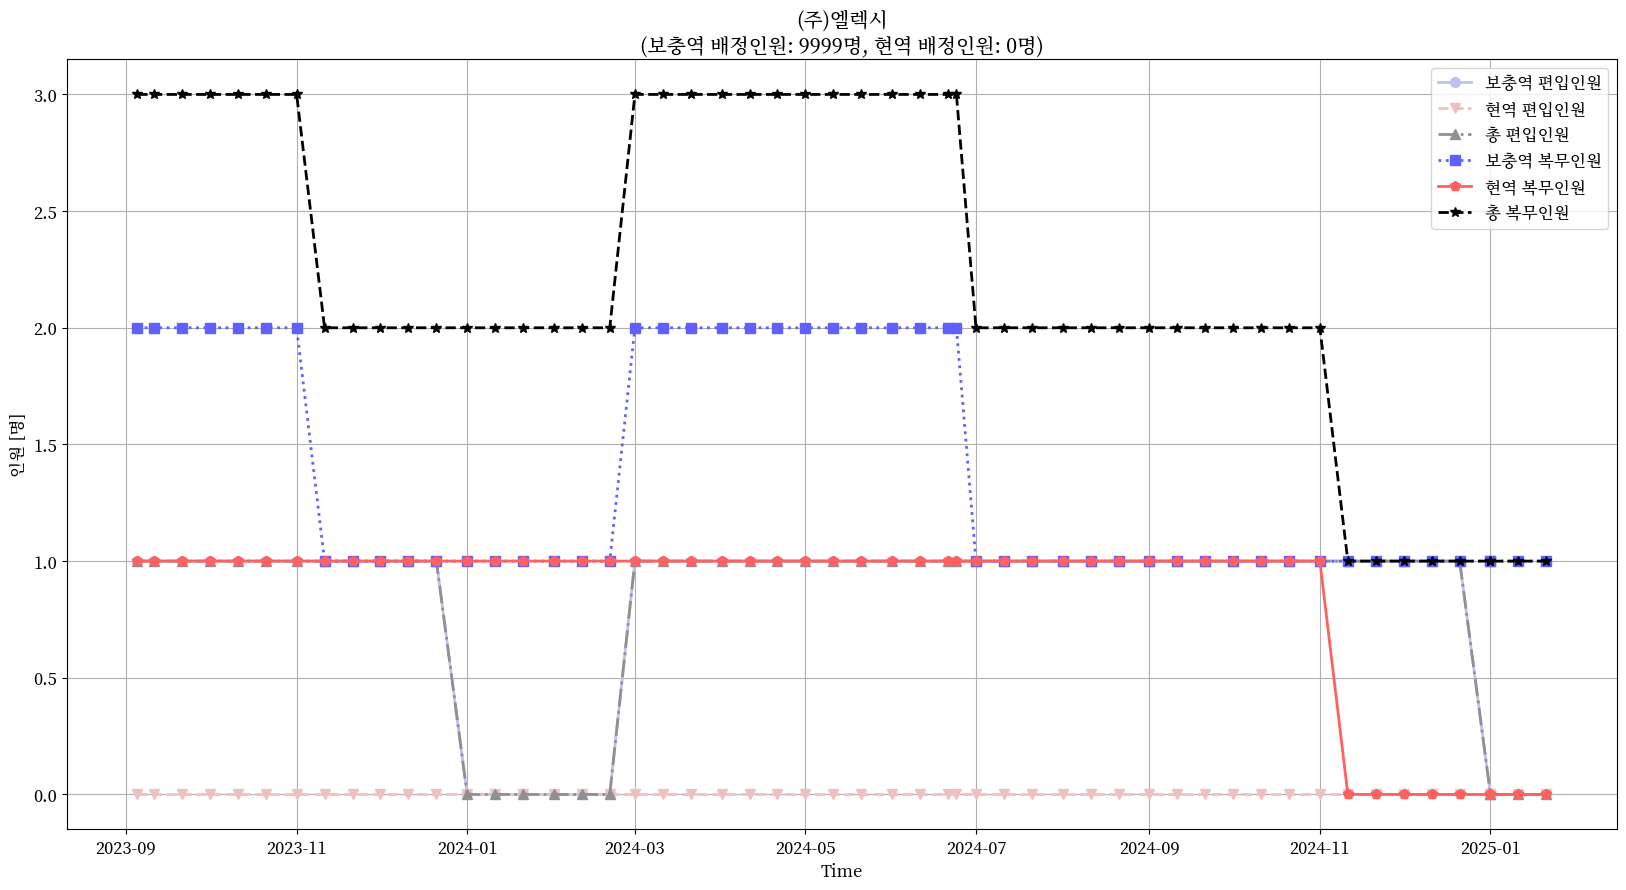 (주)엘렉시
(보충역 배정인원: 9999명, 현역 배정인원: 0명)
보충역 편입인원
현역 편입인원
총 편입인원
보충역 복무인원
현역 복무인원
총 복무인원
인원 [명]
3.0
2.5
2.0
1.5
1.0
0.5
0.0
2023-09
2023-11
2024-01
2024-03
2024-05
2024-07
2024-09
2024-11
2025-01
Time